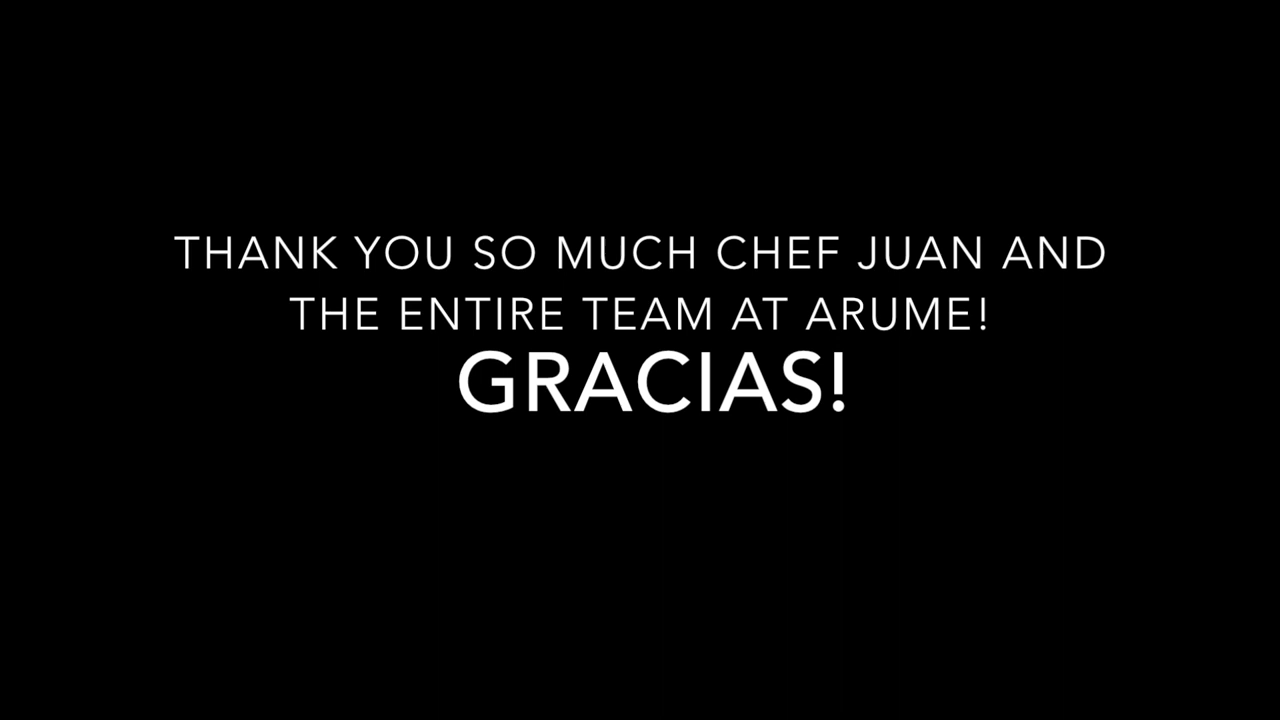 THANK YOU SO MUCH CHEF JUAN AND
THE ENTIRE TEAM AT ARUME!
GRACIAS!